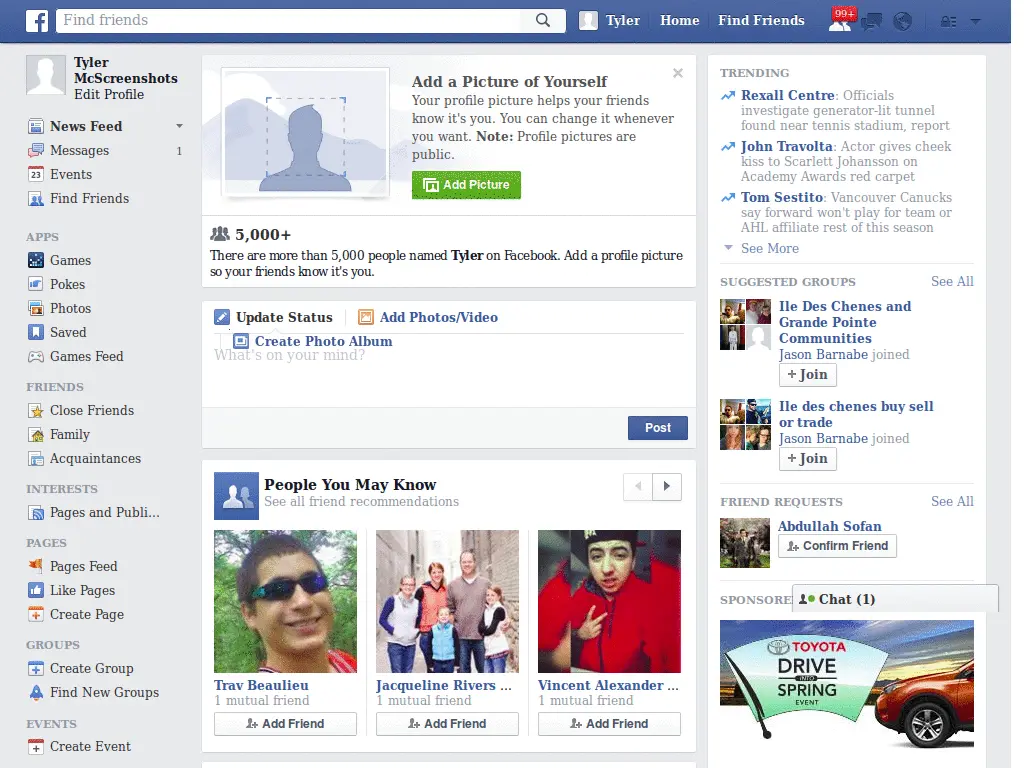 Find friends
Tyler
Home
Find Friends
99+
Tyler
McScreenshots
Edit Profile
News Feed
Messages 1
23 Events
Find Friends
APPS
Games
Pokes
Photos
Saved
Games Feed
FRIENDS
Close Friends
Family
Acquaintances
INTERESTS
Pages and Publi...
PAGES
Pages Feed
Like Pages
Create Page
GROUPS
Create Group
Find New Groups
EVENTS
Create Event
Add a Picture of Yourself
Your profile picture helps your friends
know it's you. You can change it whenever
you want. Note: Profile pictures are
public.
Add Picture
5,000+
There are more than 5,000 people named Tyler on Facebook. Add a profile picture
so your friends know it's you.
Update Status
Add Photos/Video
Create Photo Album
What's on your mind?
Post
People You May Know
See all friend recommendations
Trav Beaulieu
1 mutual friend
Add Friend
Jacqueline Rivers ...
1 mutual friend
Add Friend
Vincent Alexander ...
1 mutual friend
Add Friend
TRENDING
Rexall Centre: Officials
investigate generator-lit tunnel
found near tennis stadium, report
John Travolta: Actor gives cheek
kiss to Scarlett Johansson on
Academy Awards red carpet
Tom Sestito: Vancouver Canucks
say forward won't play for team or
AHL affiliate rest of this season
See More
SUGGESTED GROUPS See All
Ile Des Chenes and
Grande Pointe
Communities
Jason Barnabe joined
+ Join
Ile des chenes buy sell
or trade
Jason Barnabe joined
+ Join
FRIEND REQUESTS See All
Abdullah Sofan
Confirm Friend
SPONSORE
Chat (1)
TOYOTA
DRIVE
INTO
SPRING
EVENT